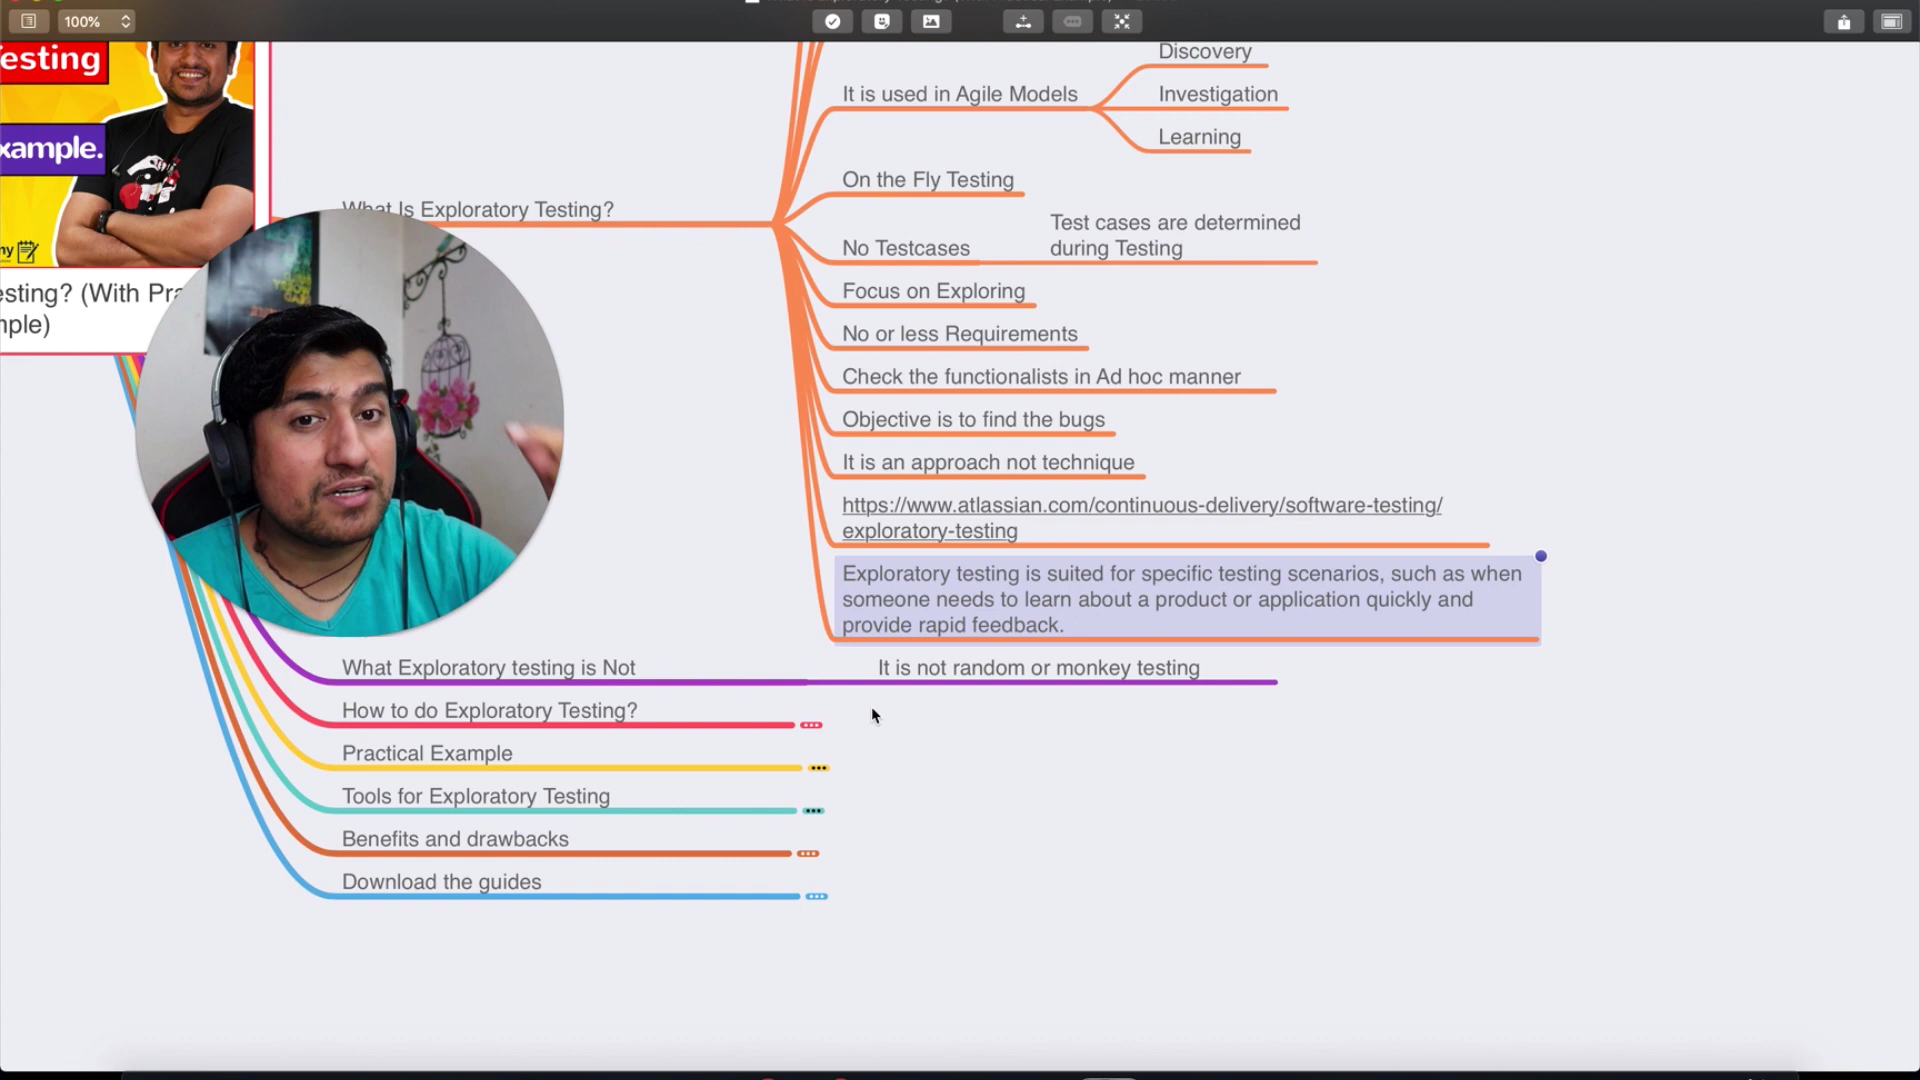 100%
esting
xample.
ny
esting? (With Pra
mple)
What Is Exploratory Testing?
Discovery
It is used in Agile Models
Investigation
Learning
On the Fly Testing
Test cases are determined
during Testing
No Testcases
Focus on Exploring
No or less Requirements
Check the functionalists in Ad hoc manner
Objective is to find the bugs
It is an approach not technique
https://www.atlassian.com/continuous-delivery/software-testing/
exploratory-testing
Exploratory testing is suited for specific testing scenarios, such as when
someone needs to learn about a product or application quickly and
provide rapid feedback.
What Exploratory testing is Not
It is not random or monkey testing
How to do Exploratory Testing?
Practical Example
Tools for Exploratory Testing
Benefits and drawbacks
Download the guides